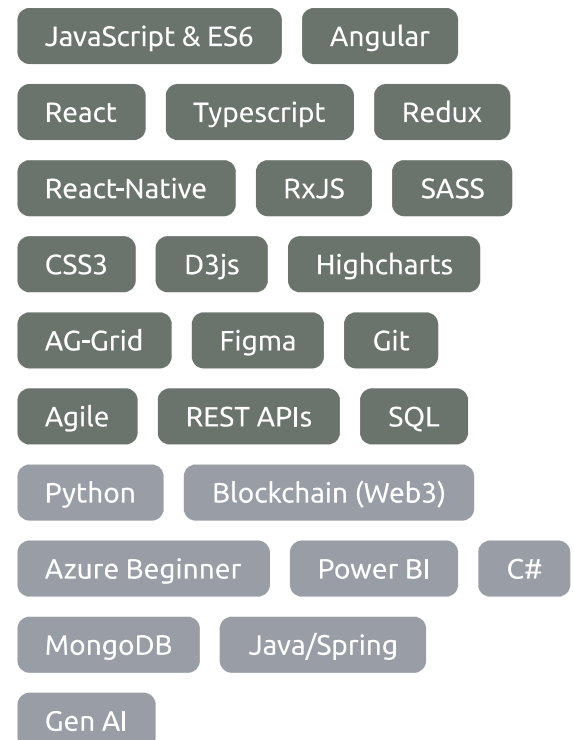 JavaScript & ES6 Angular
React Typescript Redux
React-Native RxJS SASS
CSS3 D3js Highcharts
AG-Grid Figma Git
Agile REST APIs SQL
Python Blockchain (Web3)
Azure Beginner Power BI C#
MongoDB Java/Spring
Gen AI